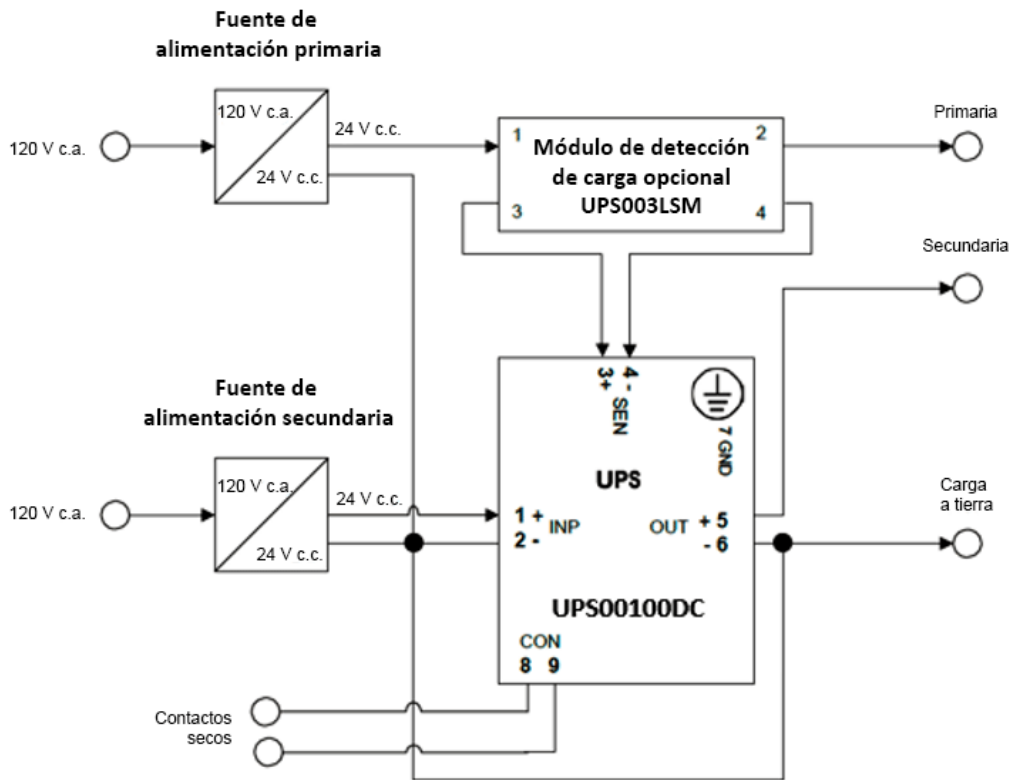 Fuente de
alimentación primaria
120 V c.a.
120 V c.a.
24 V c.c.
24 V c.c.
1
2
Módulo de detección
de carga opcional
UPS003LSM
3
4
Primaria
Secundaria
Fuente de
alimentación secundaria
120 V c.a.
120 V c.a.
24 V c.c.
24 V c.c.
3+
4 -
SEN
7 GND
UPS
1 +
2 -
INP
OUT
+ 5
- 6
UPS00100DC
CON
8 9
Carga
a tierra
Contactos
secos